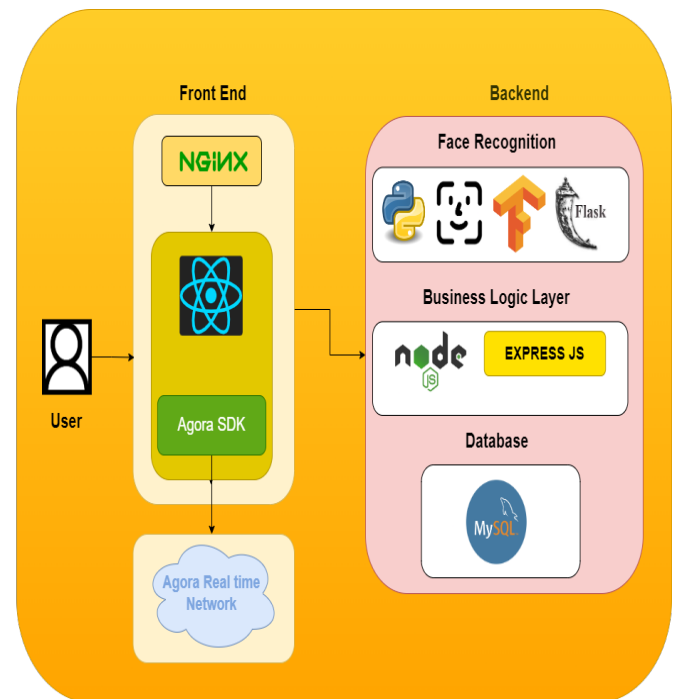 Front End
NGINX
User
Agora SDK
Agora Real time
Network
Backend
Face Recognition
Flask
Business Logic Layer
node
JS
EXPRESS JS
Database
MySQL